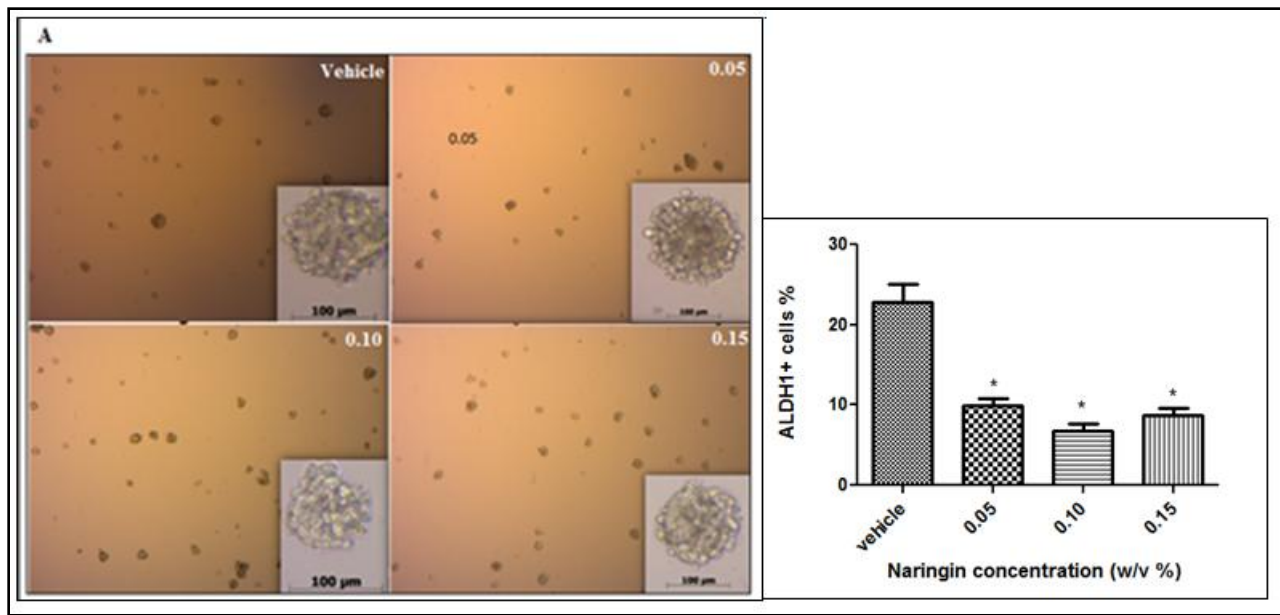 A
Vehicle
0.05
0.05
100 µm
100 µm
0.10
0.15
100 µm
100 µm
30
20
10
0
ALDH1+ cells %
*
*
*
vehicle
0.05
0.10
0.15
Naringin concentration (w/v %)